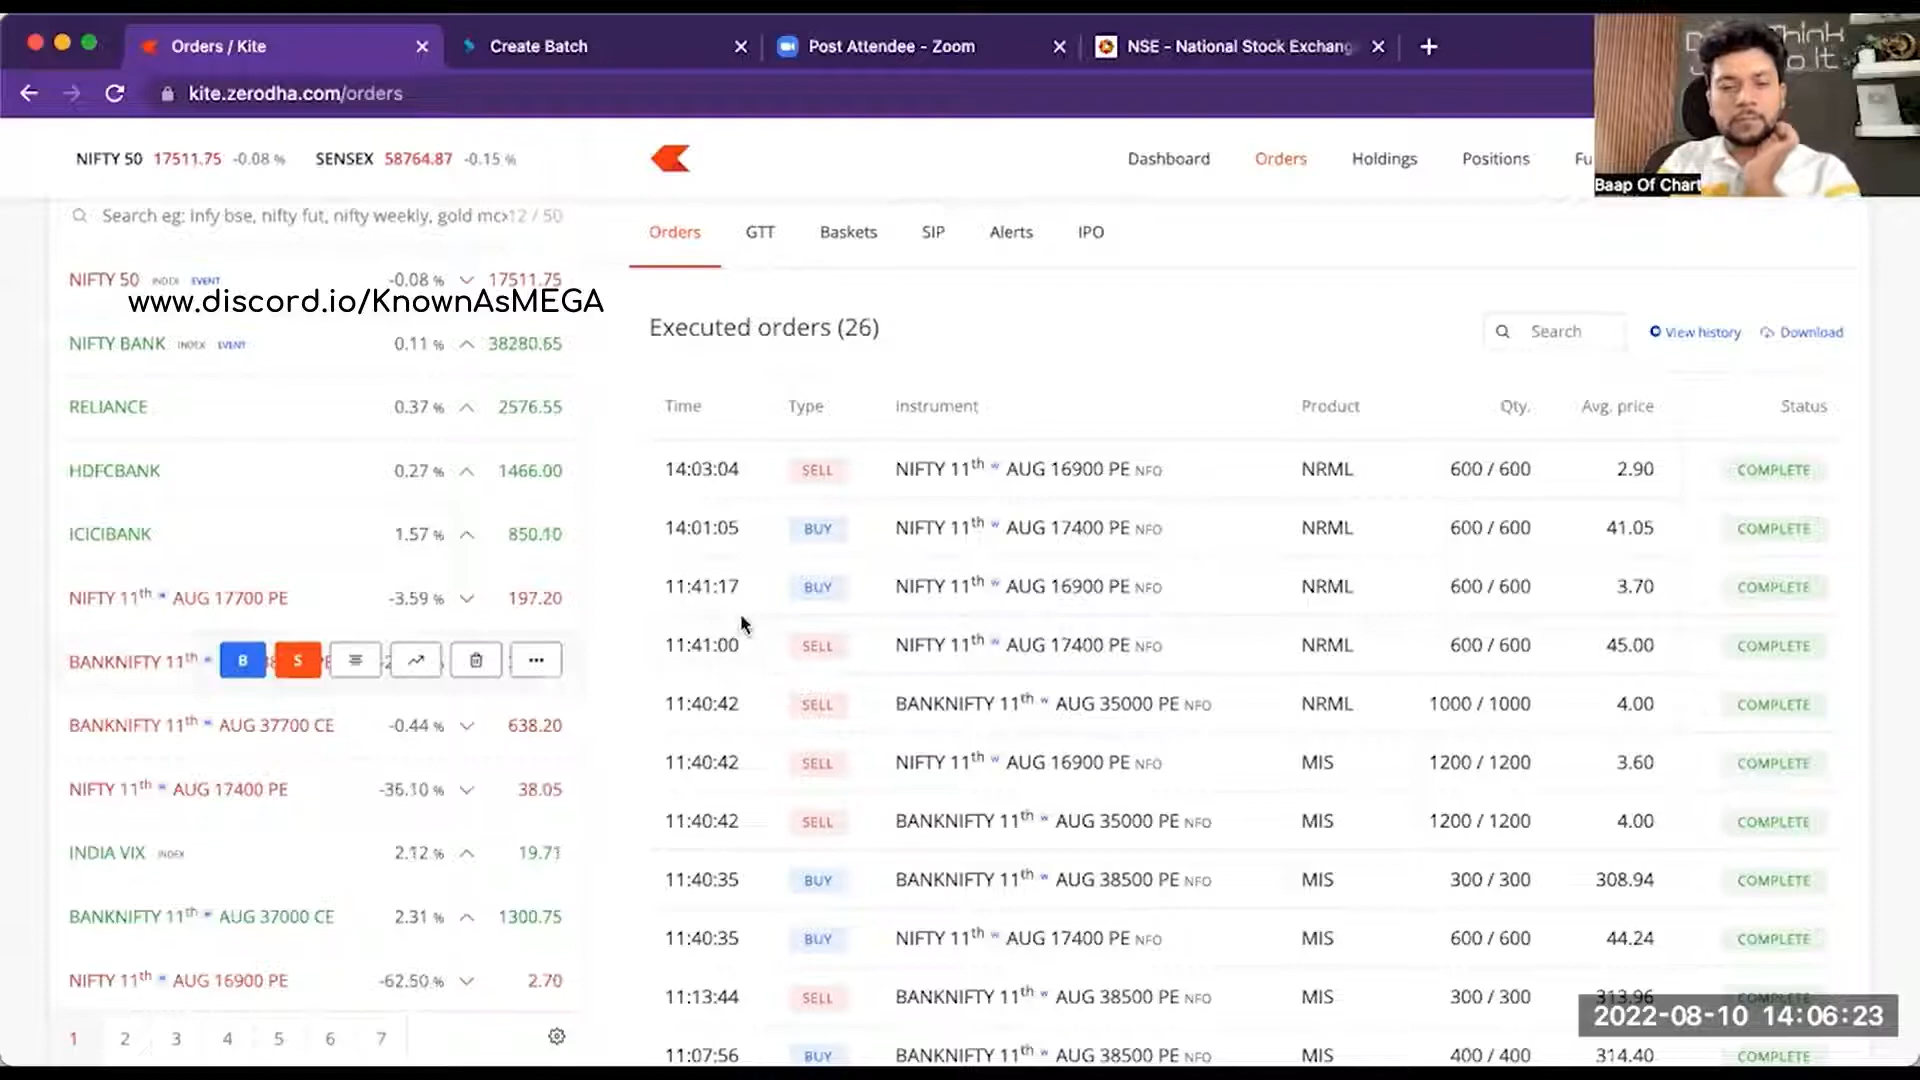 Orders / Kite
Create Batch
Post Attendee - Zoom
NSE - National Stock Exchang
kite.zerodha.com/orders
NIFTY 50 17511.75 -0.08 % SENSEX 58764.87 -0.15 %
Dashboard Orders Holdings Positions Fu
Baap Of Chart
Search eg: infy bse, nifty fut, nifty weekly, gold mcx 12 / 50
Orders GTT Baskets SIP Alerts IPO
NIFTY 50 INDEX EVENT -0.08 % 17511.75
www.discord.io/KnownAsMEGA
NIFTY BANK INDEX EVENT 0.11 % 38280.65
RELIANCE 0.37 % 2576.55
HDFCBANK 0.27 % 1466.00
ICICIBANK 1.57 % 850.10
NIFTY 11th w AUG 17700 PE -3.59 % 197.20
BANKNIFTY 11th w B S
BANKNIFTY 11th w AUG 37700 CE -0.44 % 638.20
NIFTY 11th w AUG 17400 PE -35.10 % 38.05
INDIA VIX INDEX 2.12 % 19.71
BANKNIFTY 11th w AUG 37000 CE 2.31 % 1300.75
NIFTY 11th w AUG 16900 PE -62.50 % 2.70
1 2 3 4 5 6 7
Executed orders (26)
Search View history Download
Time Type Instrument Product Qty. Avg. price Status
14:03:04 SELL NIFTY 11th w AUG 16900 PE NFO NRML 600 / 600 2.90 COMPLETE
14:01:05 BUY NIFTY 11th w AUG 17400 PE NFO NRML 600 / 600 41.05 COMPLETE
11:41:17 BUY NIFTY 11th w AUG 16900 PE NFO NRML 600 / 600 3.70 COMPLETE
11:41:00 SELL NIFTY 11th w AUG 17400 PE NFO NRML 600 / 600 45.00 COMPLETE
11:40:42 SELL BANKNIFTY 11th w AUG 35000 PE NFO NRML 1000 / 1000 4.00 COMPLETE
11:40:42 SELL NIFTY 11th w AUG 16900 PE NFO MIS 1200 / 1200 3.60 COMPLETE
11:40:42 SELL BANKNIFTY 11th w AUG 35000 PE NFO MIS 1200 / 1200 4.00 COMPLETE
11:40:35 BUY BANKNIFTY 11th w AUG 38500 PE NFO MIS 300 / 300 308.94 COMPLETE
11:40:35 BUY NIFTY 11th w AUG 17400 PE NFO MIS 600 / 600 44.24 COMPLETE
11:13:44 SELL BANKNIFTY 11th w AUG 38500 PE NFO MIS 300 / 300 313.96 COMPLETE
2022-08-10 14:06:23
11:07:56 BUY BANKNIFTY 11th w AUG 38500 PE NFO MIS 400 / 400 314.40 COMPLETE